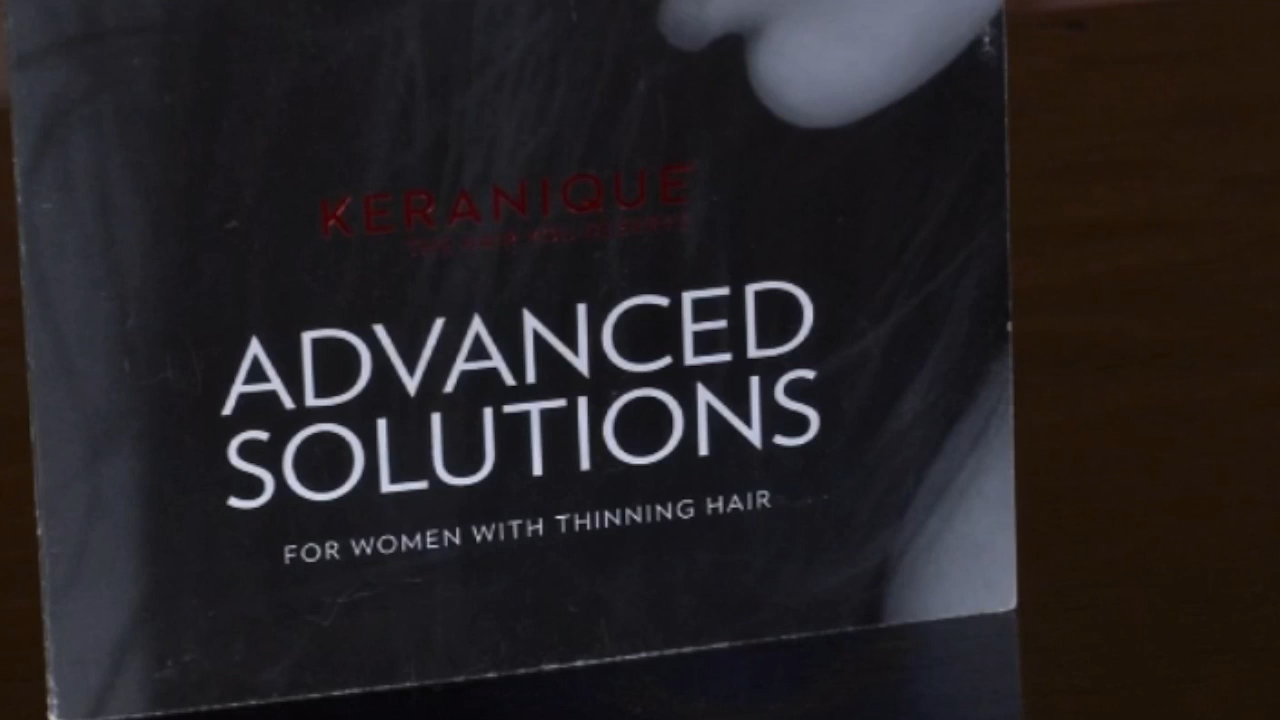 KERANIQUE
ADVANCED
SOLUTIONS
FOR WOMEN WITH THINNING HAIR